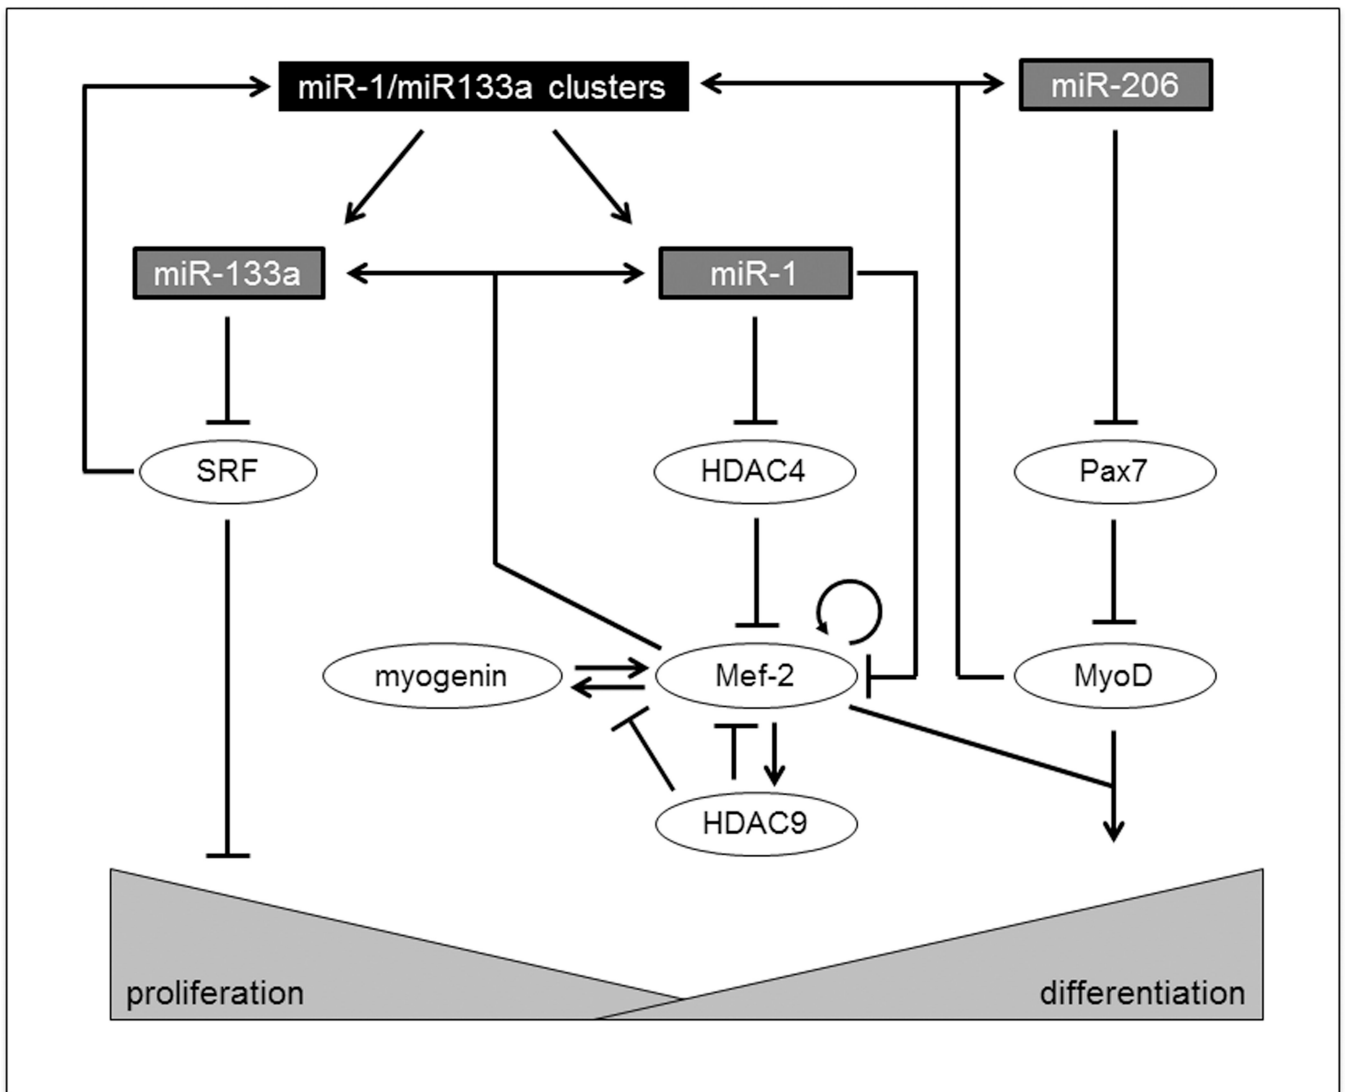 miR-1/miR133a clusters
miR-206
miR-133a
miR-1
SRF
HDAC4
Pax7
myogenin
Mef-2
MyoD
HDAC9
proliferation
differentiation